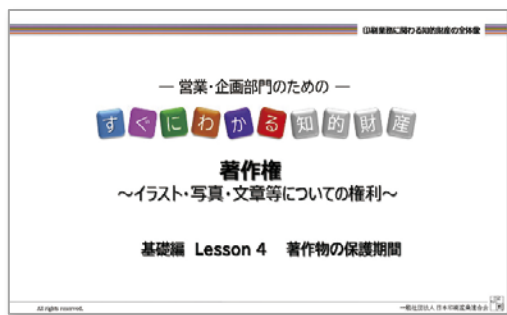 印刷業務に関わる知的財産の全体像
― 営業・企画部門のための ―
すぐにわかる知的財産
著作権
～イラスト・写真・文章等についての権利～
基礎編 Lesson 4 著作物の保護期間
All rights reserved.
一般社団法人 日本印刷産業連合会